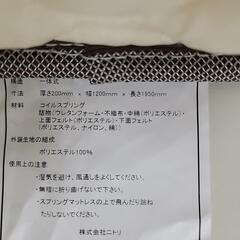 構造　一体式
寸法　厚さ200mm × 幅1200mm × 長さ1950mm
材料　コイルスプリング
詰物（ウレタンフォーム・不織布・中綿（ポリエステル）・
上面フェルト（ポリエステル）・下面フェルト
（ポリエステル、ナイロン、綿）
外装生地の組成
ポリエステル100%
使用上の注意
・湿気を避け、風通しをよくしてください。
・無理に折り曲げないで下さい。
・スプリングマットレスの上で飛んだり跳ね
たりしないでください。
株式会社ニトリ